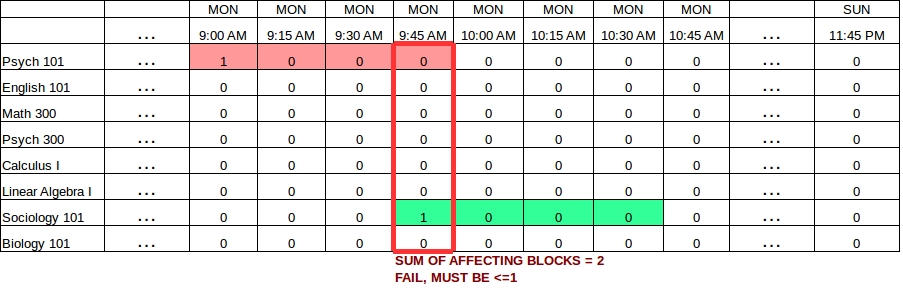 MON MON MON MON MON MON MON MON SUN
... 9:00 AM 9:15 AM 9:30 AM 9:45 AM 10:00 AM 10:15 AM 10:30 AM 10:45 AM ... 11:45 PM
Psych 101 ... 1 0 0 0 0 0 0 0 ... 0
English 101 ... 0 0 0 0 0 0 0 0 ... 0
Math 300 ... 0 0 0 0 0 0 0 0 ... 0
Psych 300 ... 0 0 0 0 0 0 0 0 ... 0
Calculus I ... 0 0 0 0 0 0 0 0 ... 0
Linear Algebra I ... 0 0 0 0 0 0 0 0 ... 0
Sociology 101 ... 0 0 0 1 0 0 0 0 ... 0
Biology 101 ... 0 0 0 0 0 0 0 0 ... 0
SUM OF AFFECTING BLOCKS = 2
FAIL, MUST BE <=1